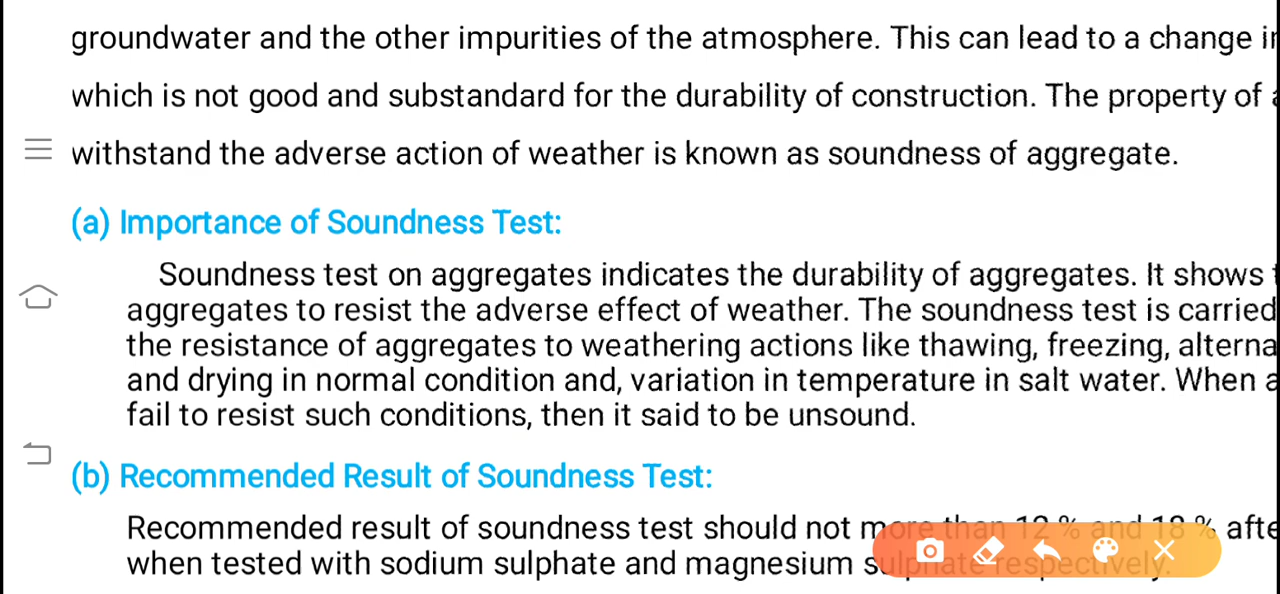 groundwater and the other impurities of the atmosphere. This can lead to a change
which is not good and substandard for the durability of construction. The property of
withstand the adverse action of weather is known as soundness of aggregate.
(a) Importance of Soundness Test:
Soundness test on aggregates indicates the durability of aggregates. It shows
aggregates to resist the adverse effect of weather. The soundness test is carried
the resistance of aggregates to weathering actions like thawing, freezing, alterna
and drying in normal condition and, variation in temperature in salt water. When a
fail to resist such conditions, then it said to be unsound.
(b) Recommended Result of Soundness Test:
Recommended result of soundness test should not more than 12 % and 18 % afte
when tested with sodium sulphate and magnesium sulphate respectively.